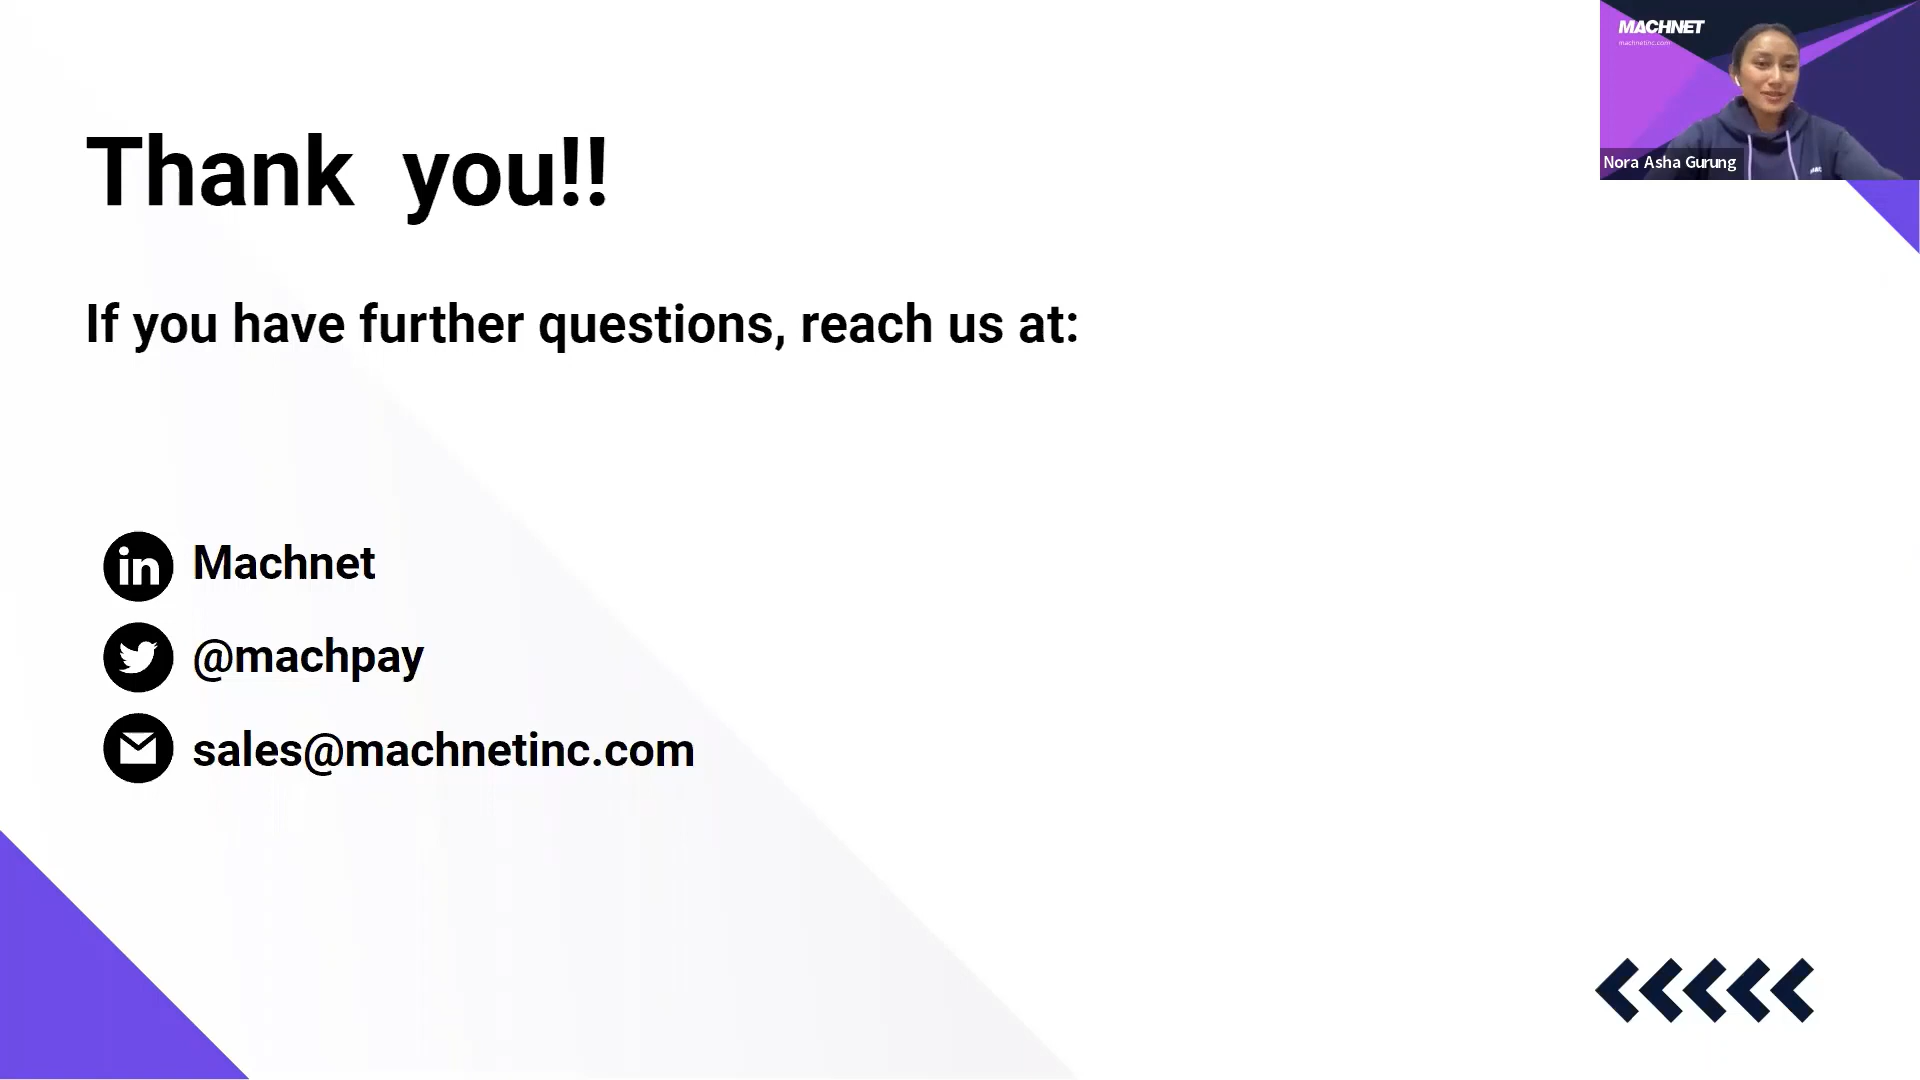 MACHNET
machnetinc.com
Nora Asha Gurung
Thank you!!
If you have further questions, reach us at:
in Machnet
@machpay
sales@machnetinc.com